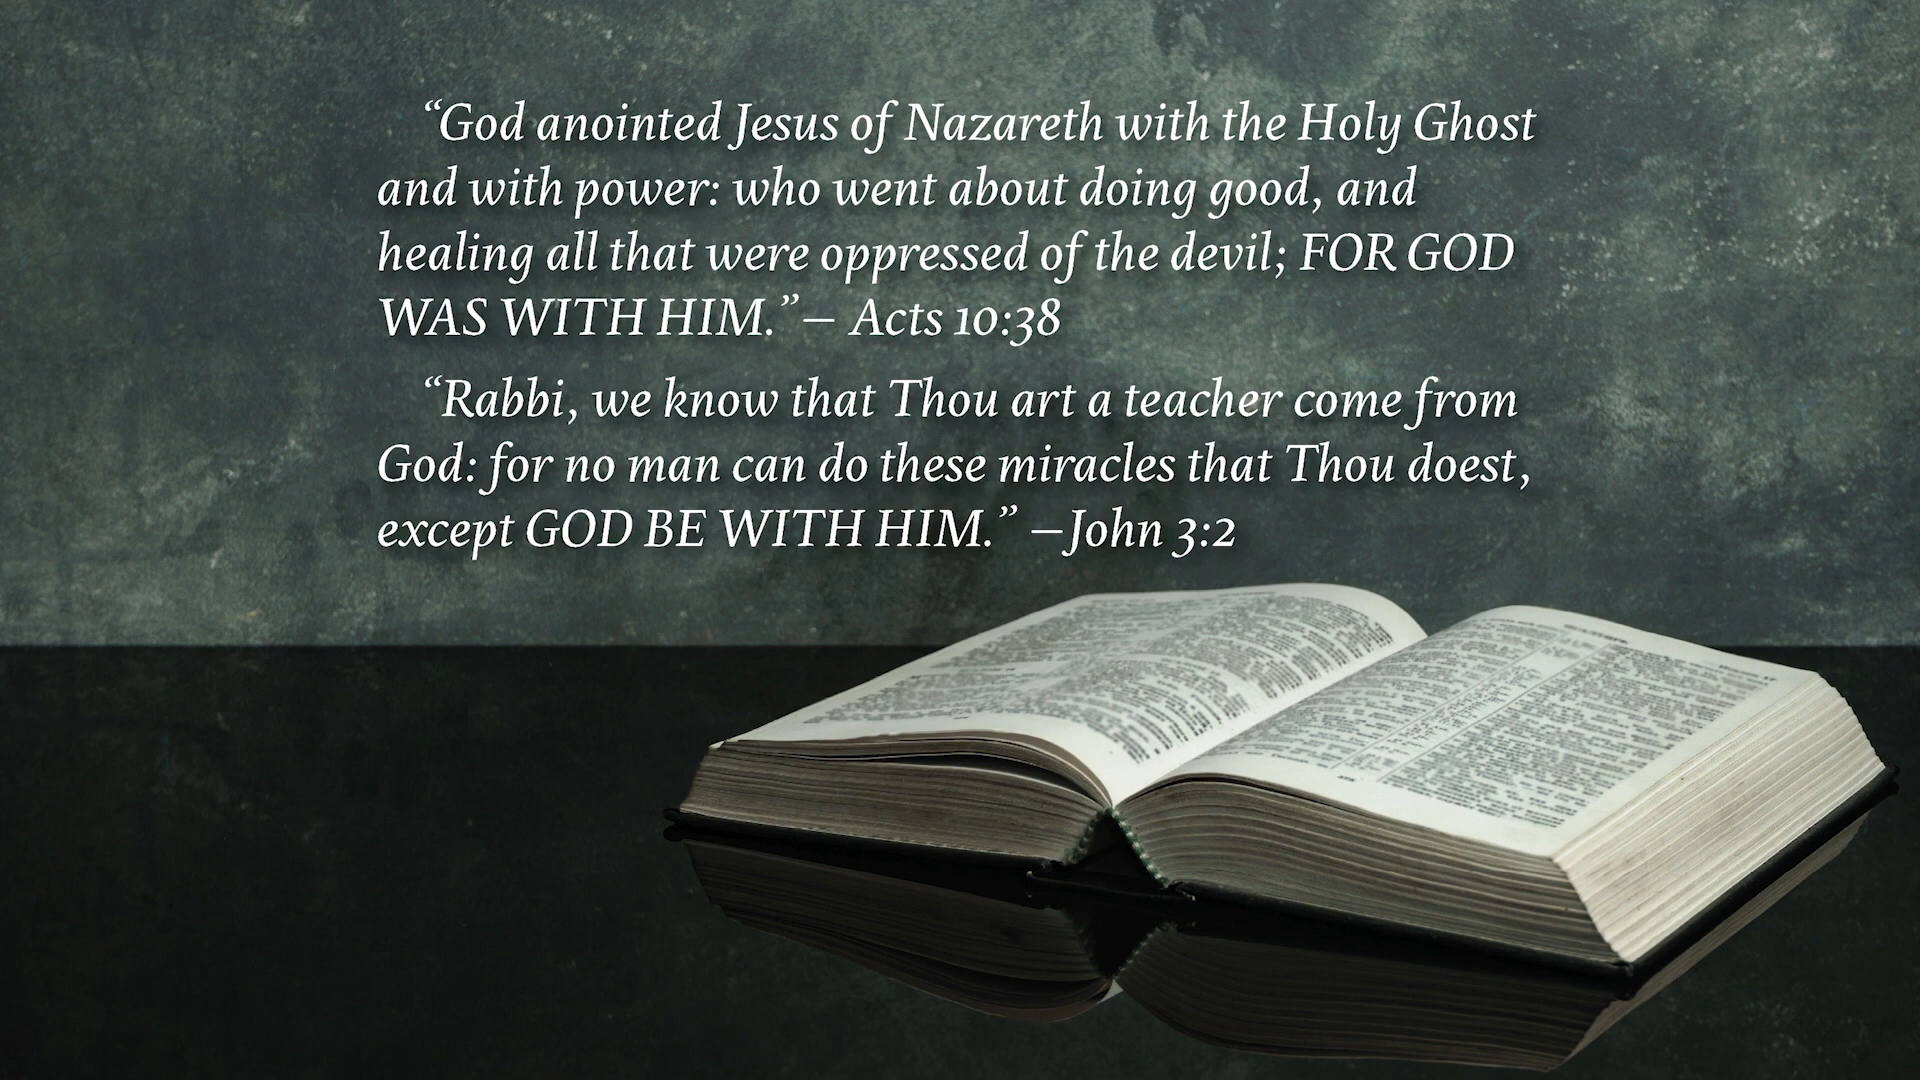 “God anointed Jesus of Nazareth with the Holy Ghost
and with power: who went about doing good, and
healing all that were oppressed of the devil; FOR GOD
WAS WITH HIM.”— Acts 10:38
“Rabbi, we know that Thou art a teacher come from
God: for no man can do these miracles that Thou doest,
except GOD BE WITH HIM.” —John 3:2